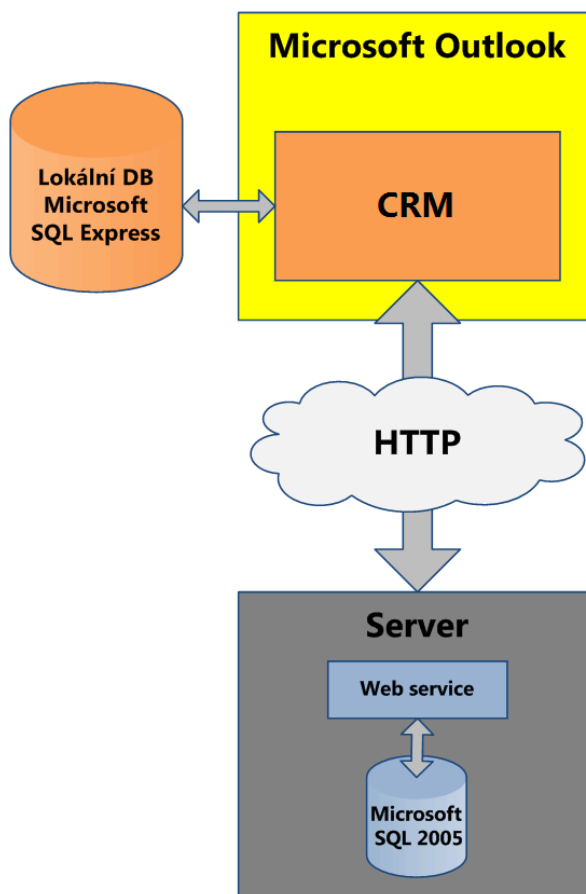 Microsoft Outlook
Lokální DB
Microsoft
SQL Express
CRM
HTTP
Server
Web service
Microsoft
SQL 2005